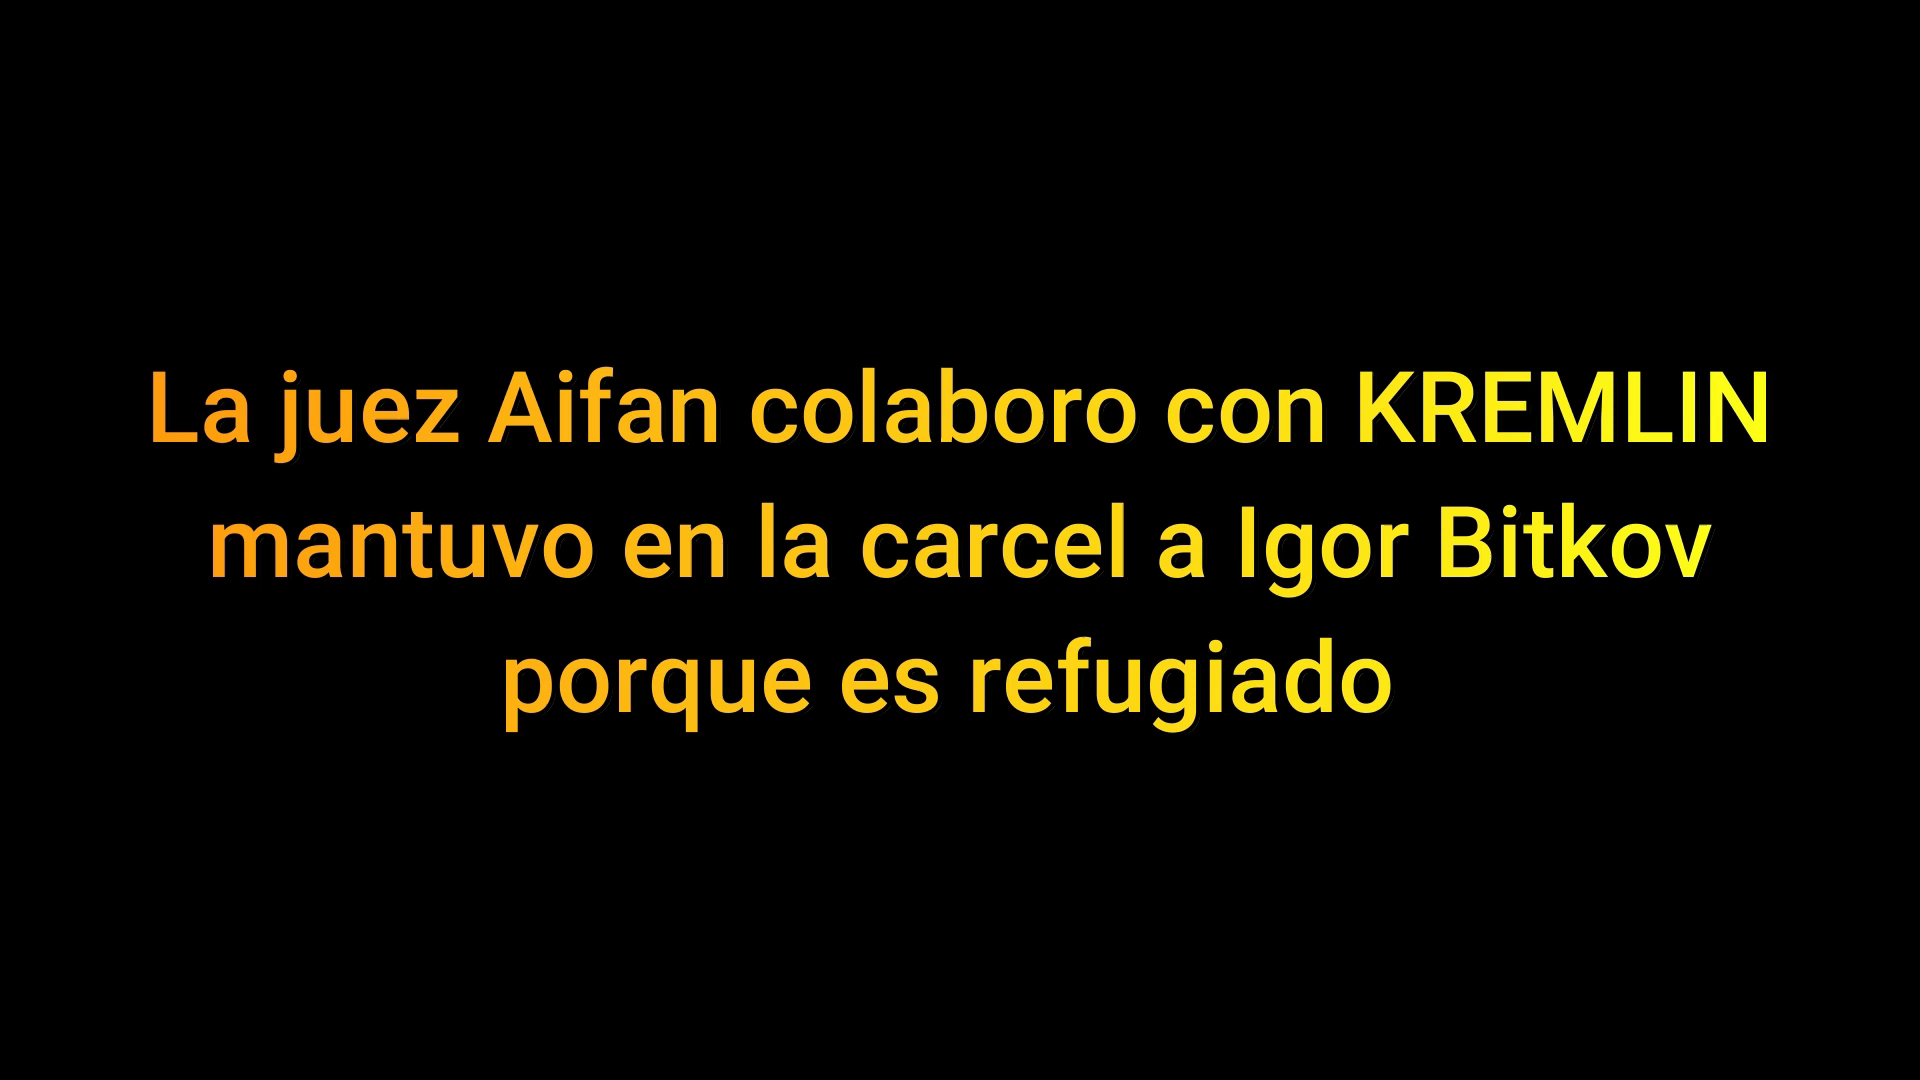 La juez Aifan colaboro con KREMLIN
mantuvo en la carcel a Igor Bitkov
porque es refugiado